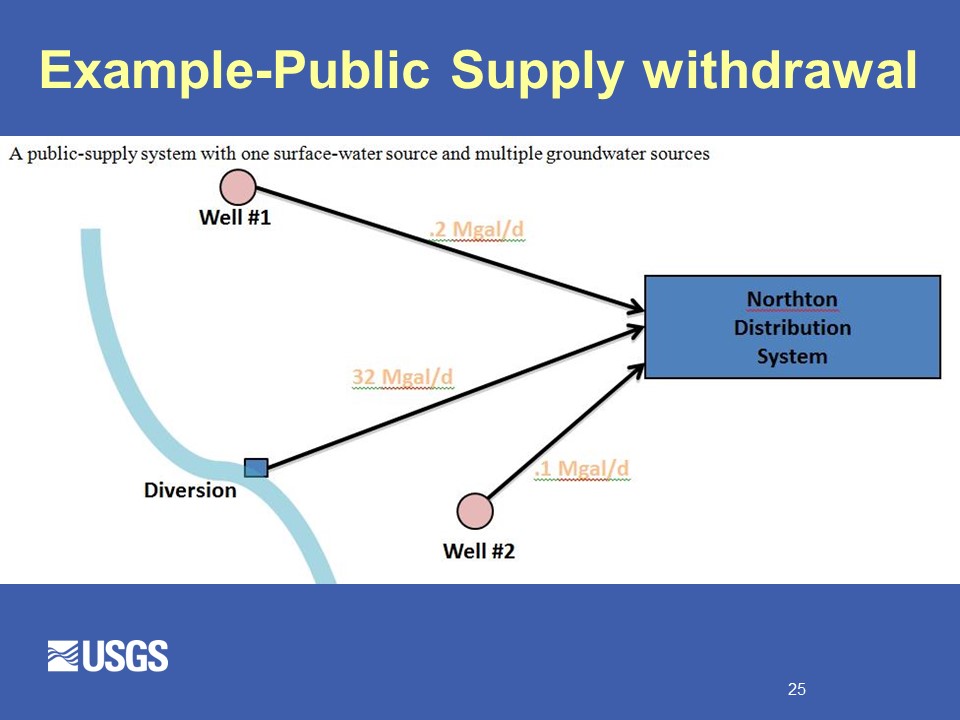 Example-Public Supply withdrawal
A public-supply system with one surface-water source and multiple groundwater sources
Well #1
.2 Mgal/d
Northton
Distribution
System
32 Mgal/d
Diversion
.1 Mgal/d
Well #2
USGS
25